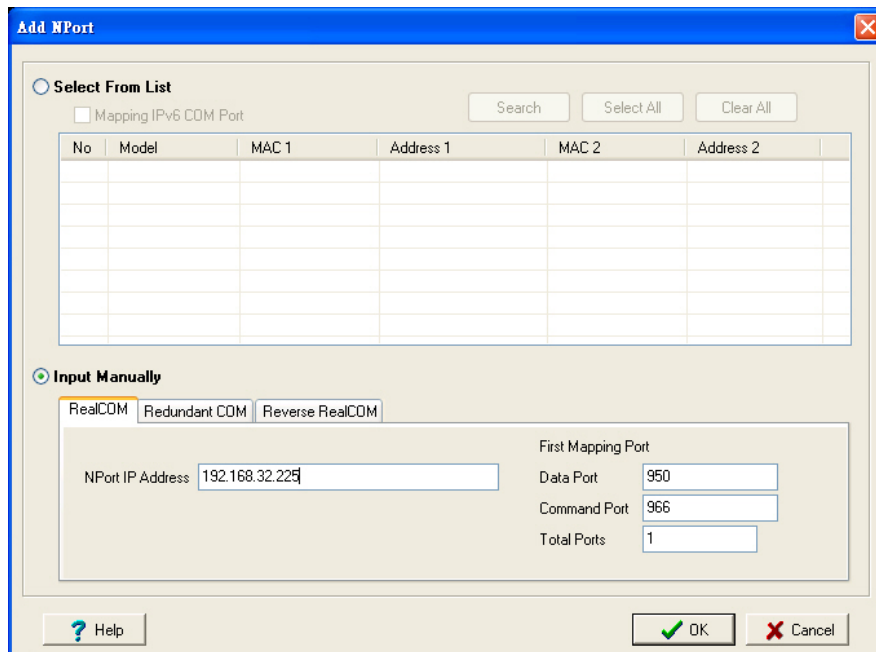 Add NPort
Select From List
Mapping IPv6 COM Port
Search Select All Clear All
No Model MAC 1 Address 1 MAC 2 Address 2
Input Manually
RealCOM Redundant COM Reverse RealCOM
First Mapping Port
NPort IP Address 192.168.32.225 Data Port 950
Command Port 966
Total Ports 1
? Help OK Cancel